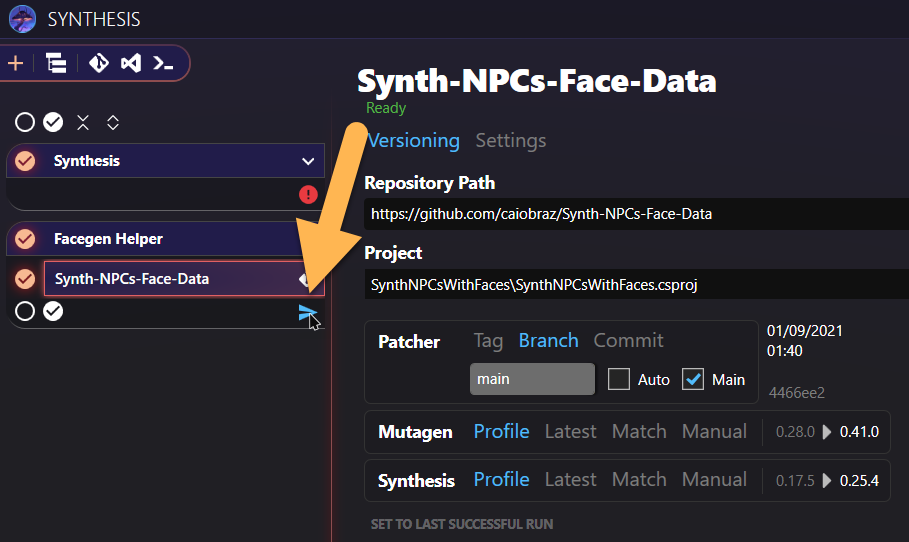 SYNTHESIS
Synthesis
Facegen Helper
Synth-NPCs-Face-Data
Synth-NPCs-Face-Data
Ready
Versioning Settings
Repository Path
https://github.com/caiobraz/Synth-NPCs-Face-Data
Project
SynthNPCsWithFaces\SynthNPCsWithFaces.csproj
Patcher Tag Branch Commit
main Auto Main
01/09/2021
01:40
4466ee2
Mutagen Profile Latest Match Manual 0.28.0 0.41.0
Synthesis Profile Latest Match Manual 0.17.5 0.25.4
SET TO LAST SUCCESSFUL RUN